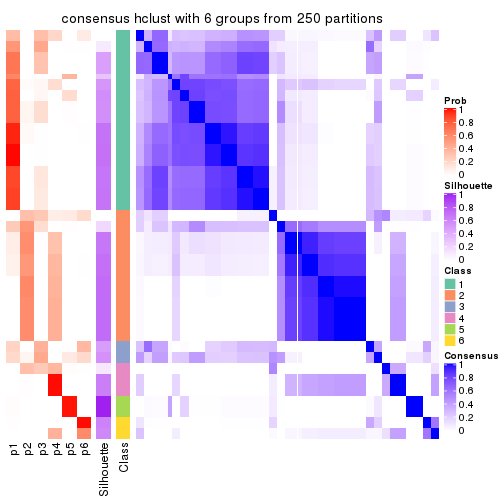 consensus hclust with 6 groups from 250 partitions
Prob
1
0.8
0.6
0.4
0.2
0
Silhouette
1
0.8
0.6
0.4
0.2
0
Class
1
2
3
4
5
6
Consensus
1
0.8
0.6
0.4
0.2
0
p1
p2
p3
p4
p5
p6
Silhouette
Class